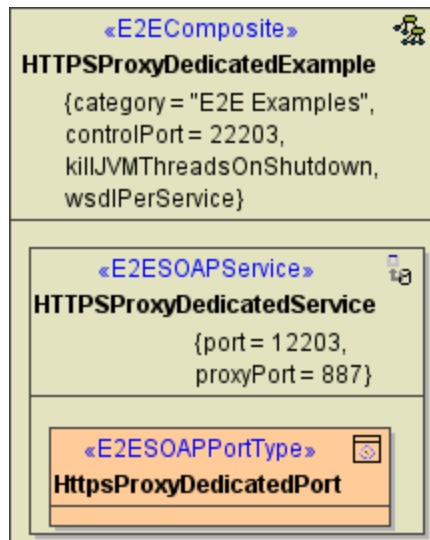 «E2EComposite»
HTTPSProxyDedicatedExample
{category = "E2E Examples",
controlPort = 22203,
killJVMThreadsOnShutdown,
wsdlPerService}
«E2ESOAPService»
HTTPSProxyDedicatedService
{port = 12203,
proxyPort = 887}
«E2ESOAPPortType»
HttpsProxyDedicatedPort